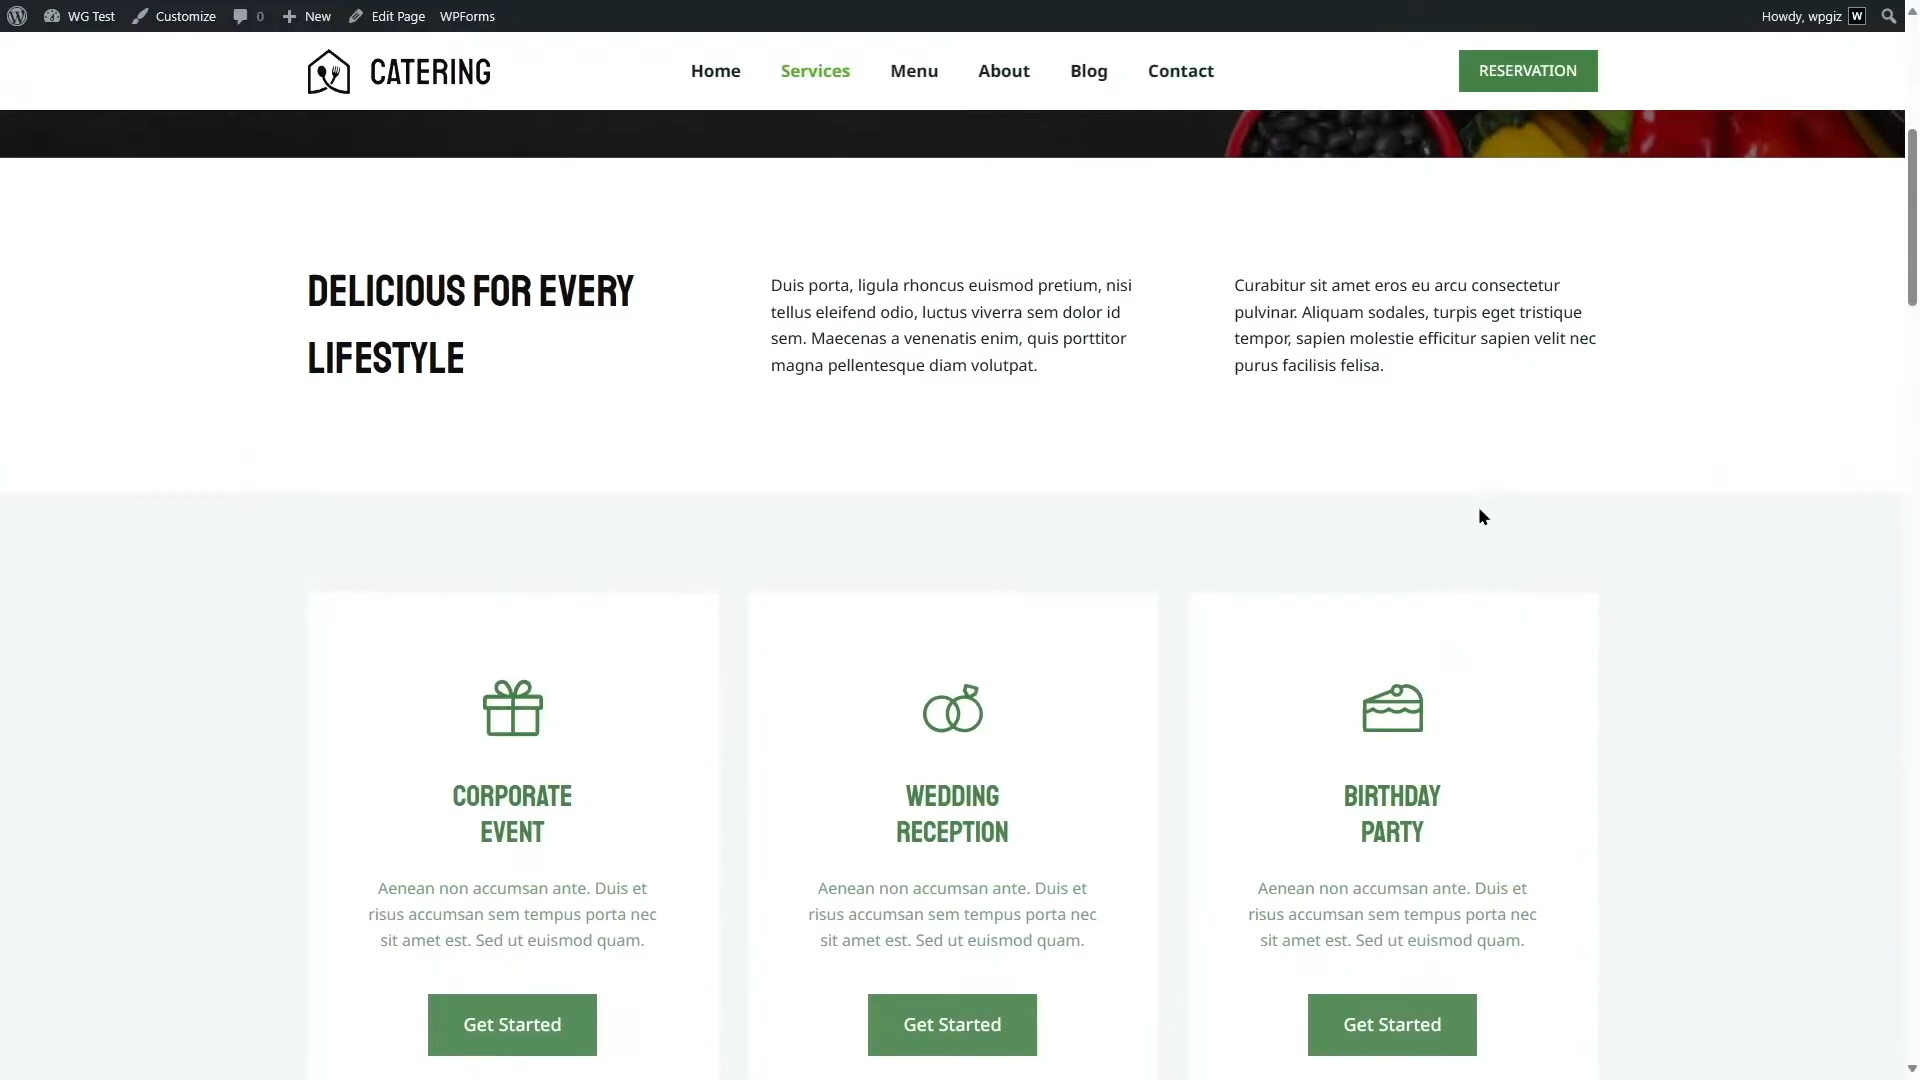 WG Test Customize 0 New Edit Page WPForms Howdy, wpgiz W
CATERING
Home Services Menu About Blog Contact
RESERVATION
DELICIOUS FOR EVERY
LIFESTYLE
Duis porta, ligula rhoncus euismod pretium, nisi
tellus eleifend odio, luctus viverra sem dolor id
sem. Maecenas a venenatis enim, quis porttitor
magna pellentesque diam volutpat.
Curabitur sit amet eros eu arcu consectetur
pulvinar. Aliquam sodales, turpis eget tristique
tempor, sapien molestie efficitur sapien velit nec
purus facilisis felisa.
CORPORATE
EVENT
Aenean non accumsan ante. Duis et
risus accumsan sem tempus porta nec
sit amet est. Sed ut euismod quam.
Get Started
WEDDING
RECEPTION
Aenean non accumsan ante. Duis et
risus accumsan sem tempus porta nec
sit amet est. Sed ut euismod quam.
Get Started
BIRTHDAY
PARTY
Aenean non accumsan ante. Duis et
risus accumsan sem tempus porta nec
sit amet est. Sed ut euismod quam.
Get Started